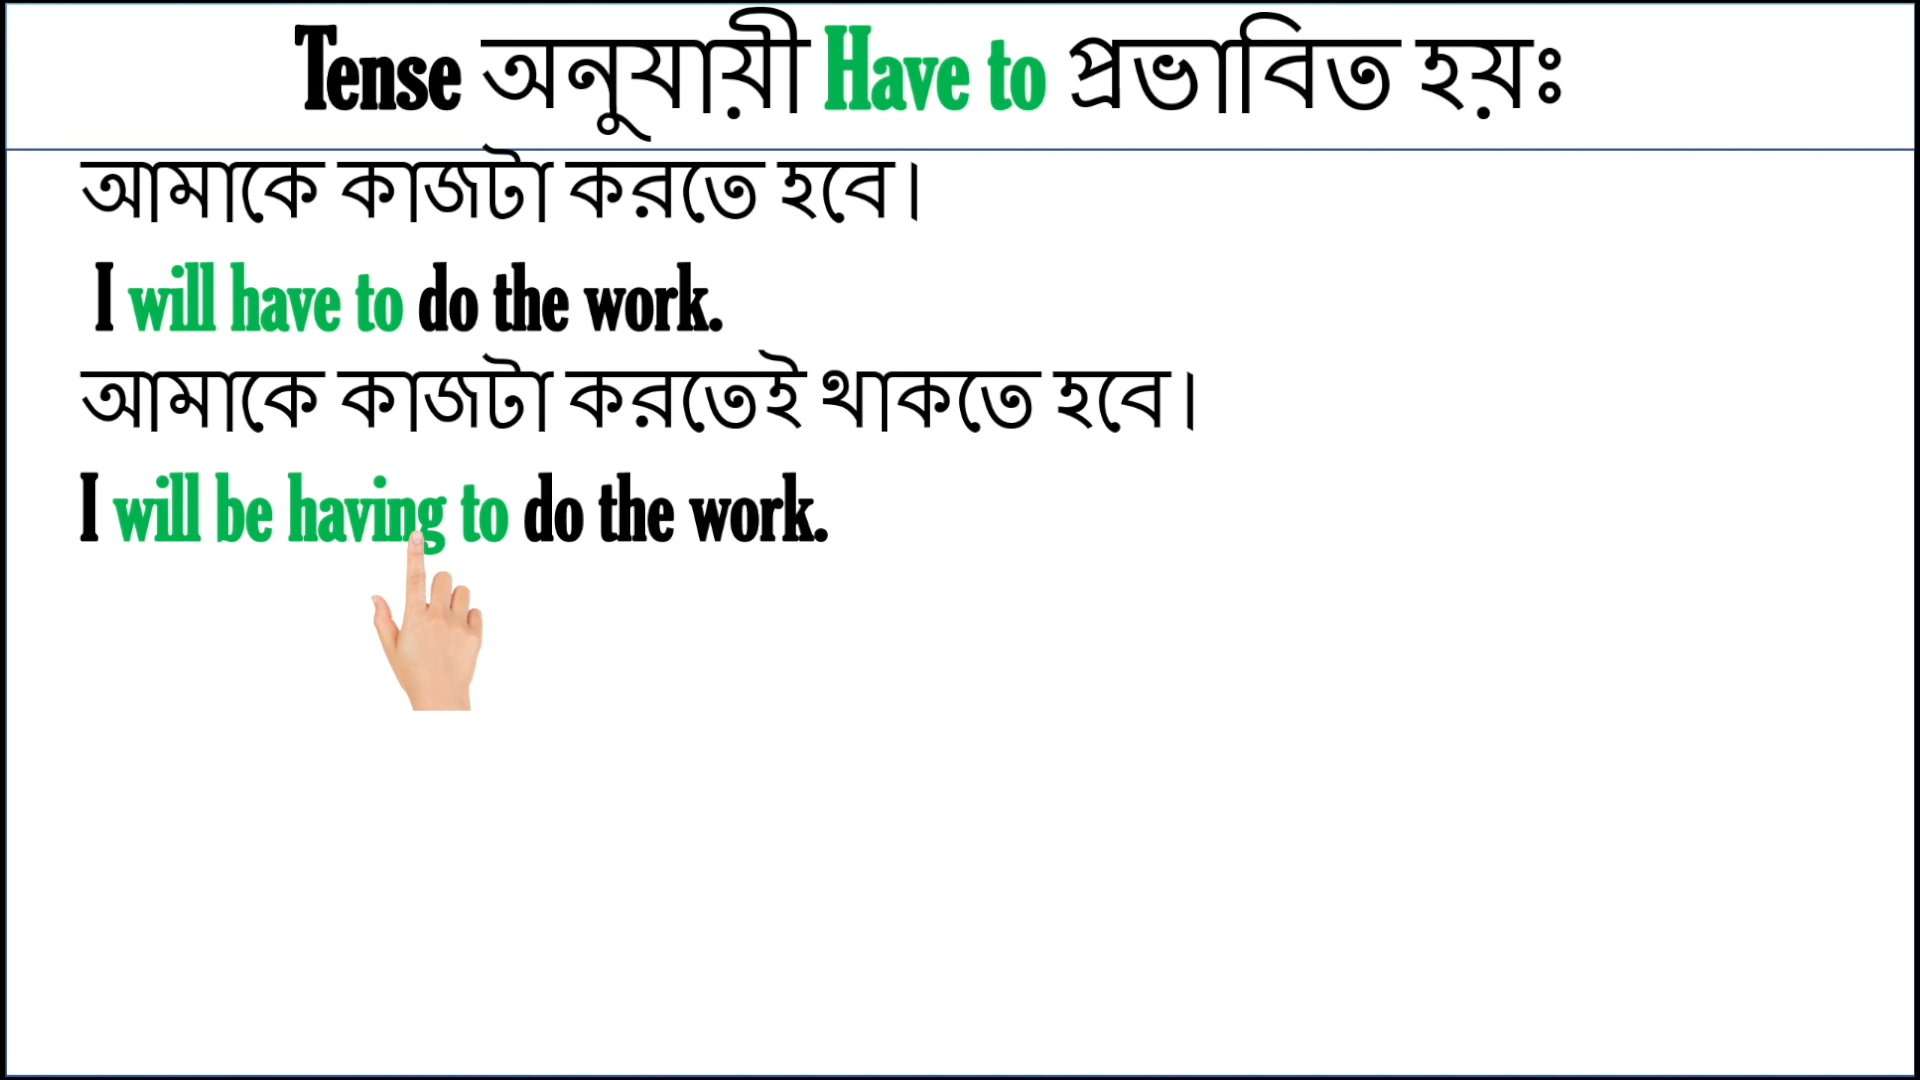 Tense অনুযায়ী Have to প্রভাবিত হয়ঃ
আমাকে কাজটা করতে হবে।
I will have to do the work.
আমাকে কাজটা করতেই থাকতে হবে।
I will be having to do the work.